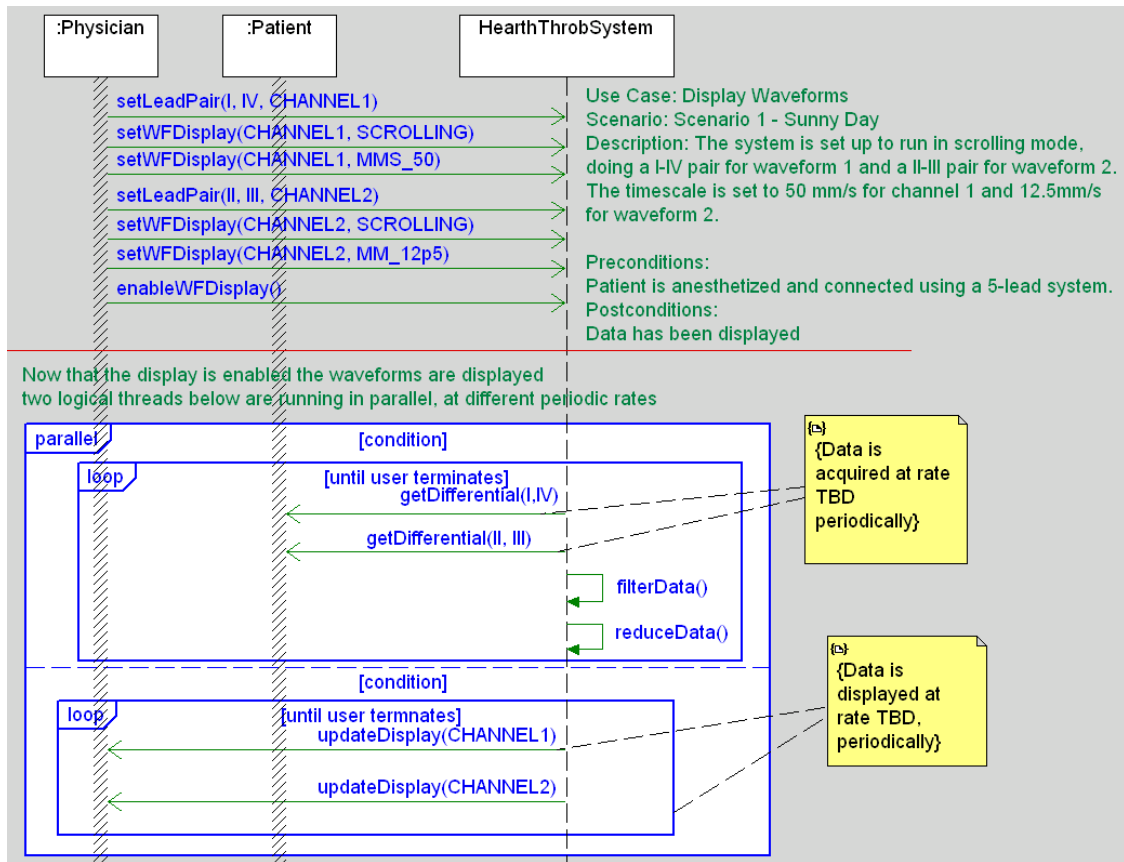 :Physician
:Patient
HearthThrobSystem
setLeadPair(I, IV, CHANNEL1)
setWFDisplay(CHANNEL1, SCROLLING)
setWFDisplay(CHANNEL1, MMS_50)
setLeadPair(II, III, CHANNEL2)
setWFDisplay(CHANNEL2, SCROLLING)
setWFDisplay(CHANNEL2, MM_12p5)
enableWFDisplay()
Use Case: Display Waveforms
Scenario: Scenario 1 - Sunny Day
Description: The system is set up to run in scrolling mode,
doing a I-IV pair for waveform 1 and a II-III pair for waveform 2.
The timescale is set to 50 mm/s for channel 1 and 12.5mm/s
for waveform 2.
Preconditions:
Patient is anesthetized and connected using a 5-lead system.
Postconditions:
Data has been displayed
Now that the display is enabled the waveforms are displayed
two logical threads below are running in parallel, at different periodic rates
parallel
[condition]
loop
[until user terminates]
getDifferential(I,IV)
getDifferential(II, III)
filterData()
reduceData()
{Data is
acquired at rate
TBD
periodically}
[condition]
loop
[until user termnates]
updateDisplay(CHANNEL1)
updateDisplay(CHANNEL2)
{Data is
displayed at
rate TBD,
periodically}